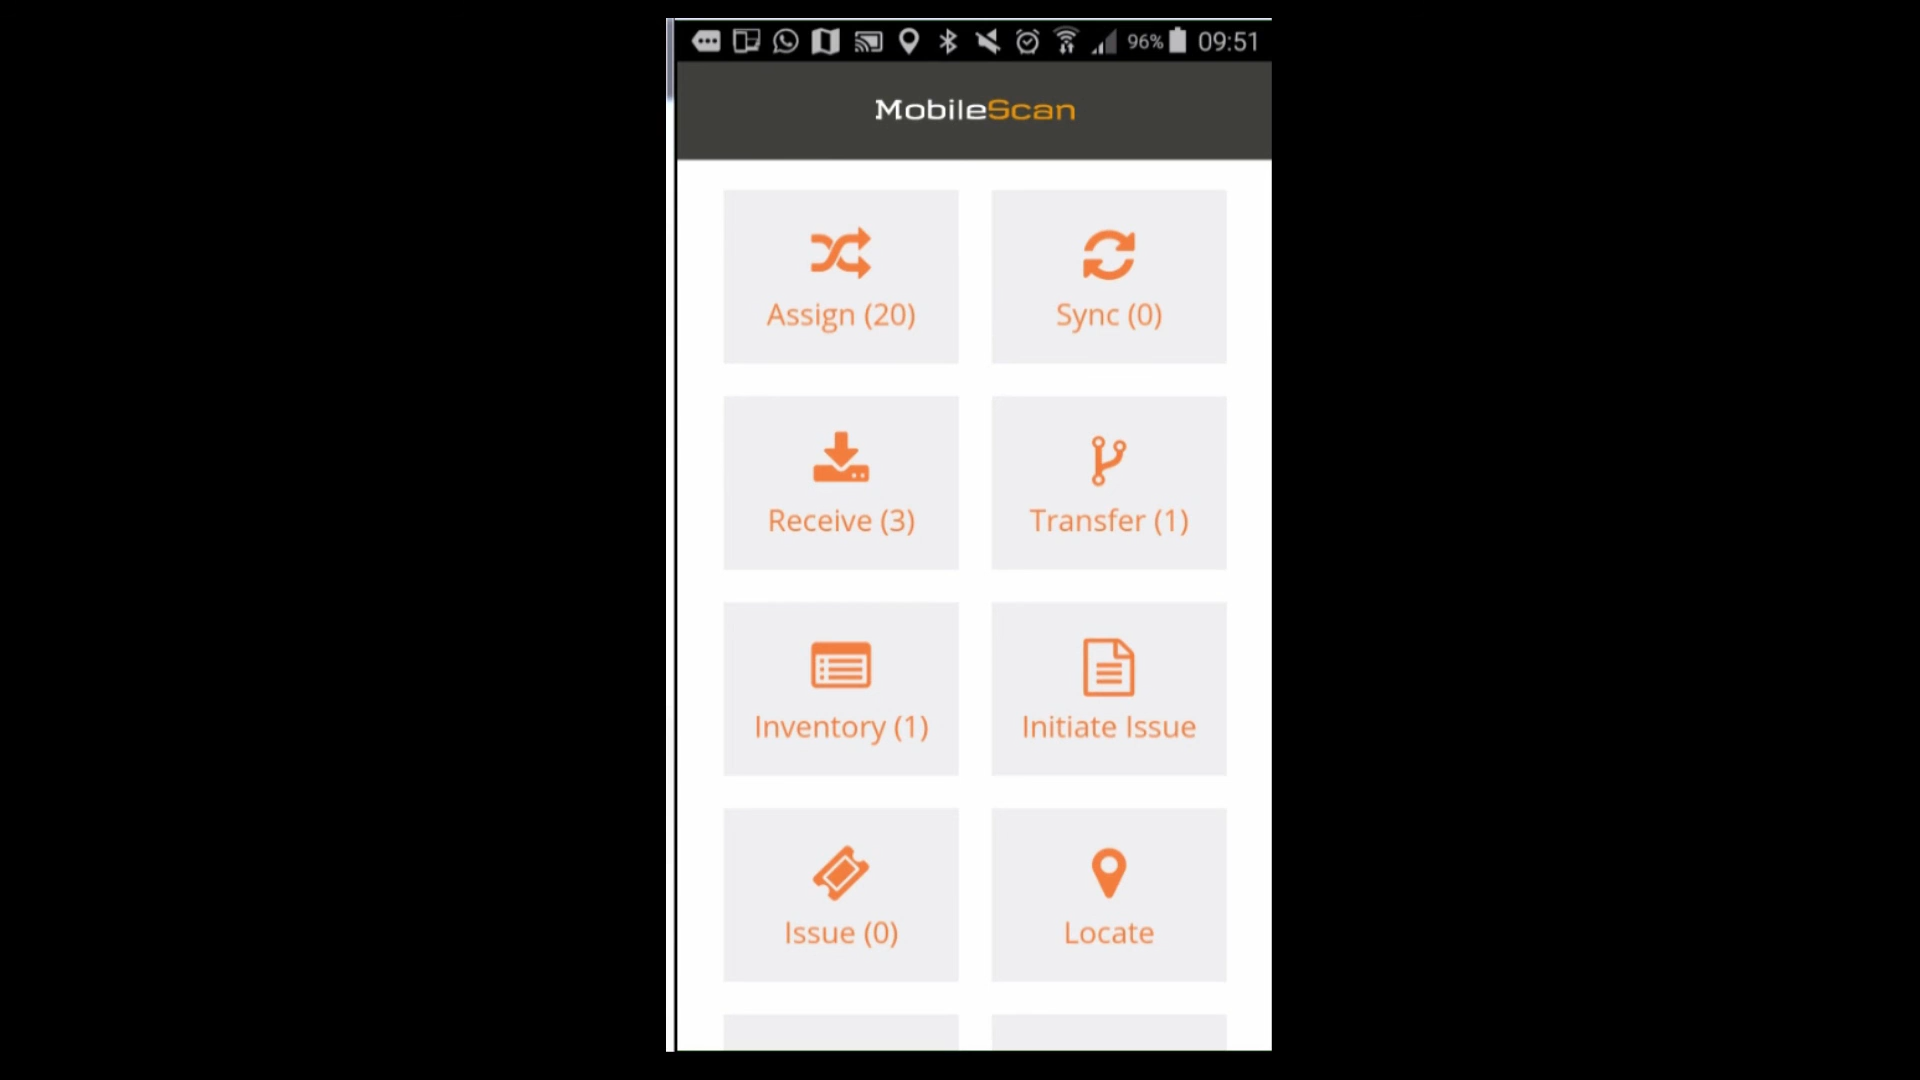 96% 09:51
MobileScan
Assign (20)
Sync (0)
Receive (3)
Transfer (1)
Inventory (1)
Initiate Issue
Issue (0)
Locate